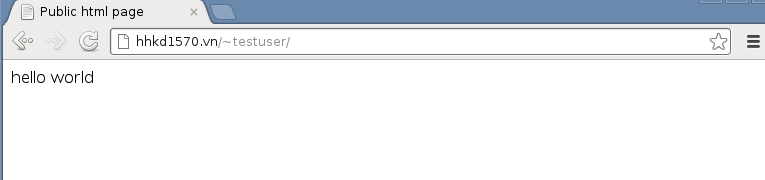 Public html page
hhkd1570.vn/~testuser/
hello world